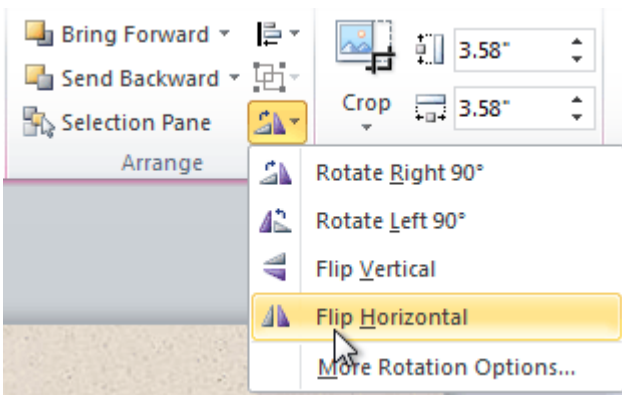 Bring Forward
Send Backward
Selection Pane
Arrange
Crop
3.58"
3.58"
Rotate Right 90°
Rotate Left 90°
Flip Vertical
Flip Horizontal
More Rotation Options...